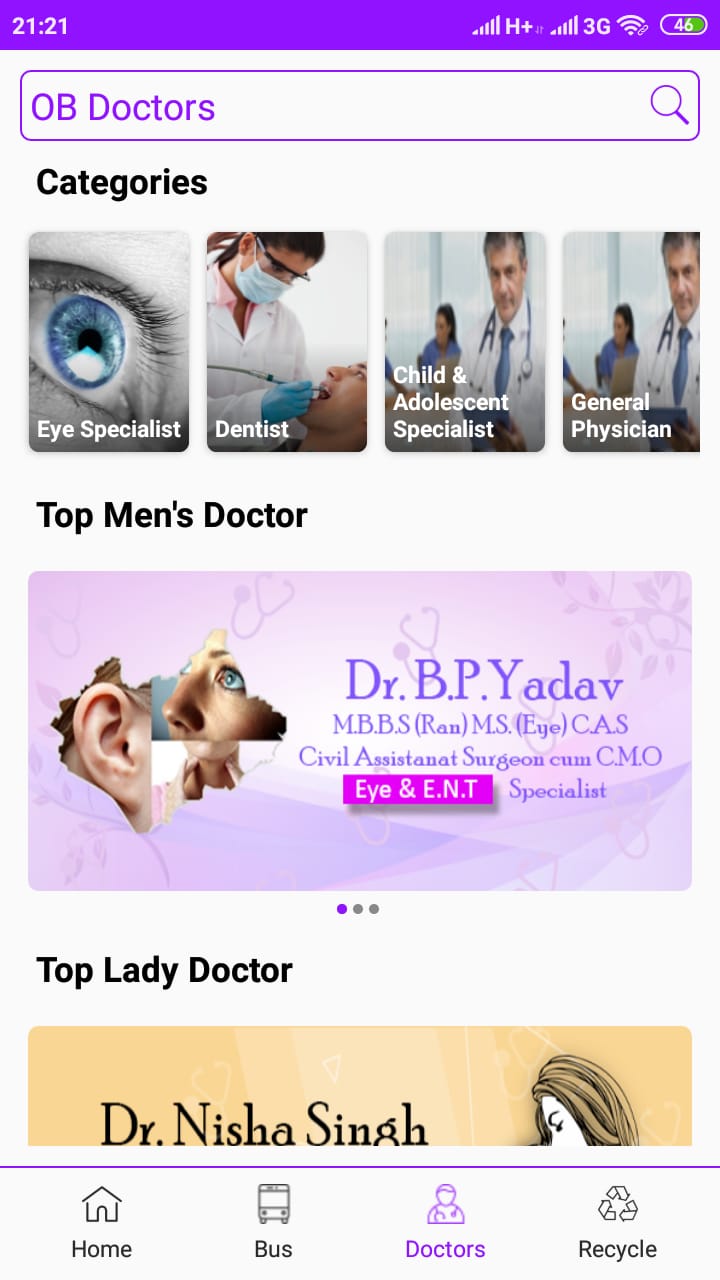 21:21
H+ 3G 46
OB Doctors
Categories
Eye Specialist
Dentist
Child &
Adolescent
Specialist
General
Physician
Top Men's Doctor
Dr. B.P. Yadav
M.B.B.S (Ran) M.S. (Eye) C.A.S
Civil Assistanat Surgeon cum C.M.O
Eye & E.N.T Specialist
Top Lady Doctor
Dr. Nisha Singh
Home
Bus
Doctors
Recycle